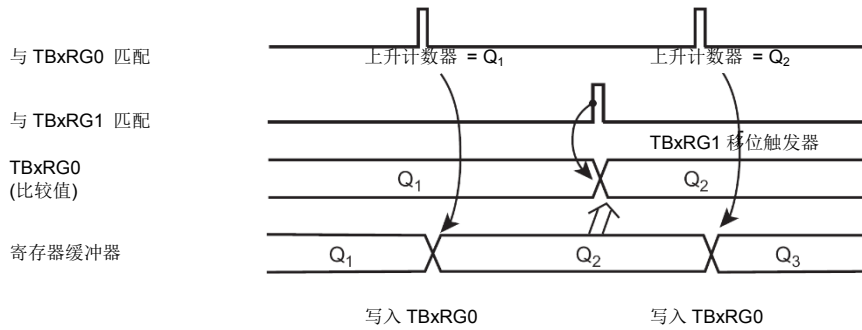 与 TBxRG0 匹配
上升计数器 = Q1
上升计数器 = Q2
与 TBxRG1 匹配
TBxRG1 移位触发器
TBxRG0
(比较值)
Q1
Q2
寄存器缓冲器
Q1
Q2
Q3
写入 TBxRG0
写入 TBxRG0